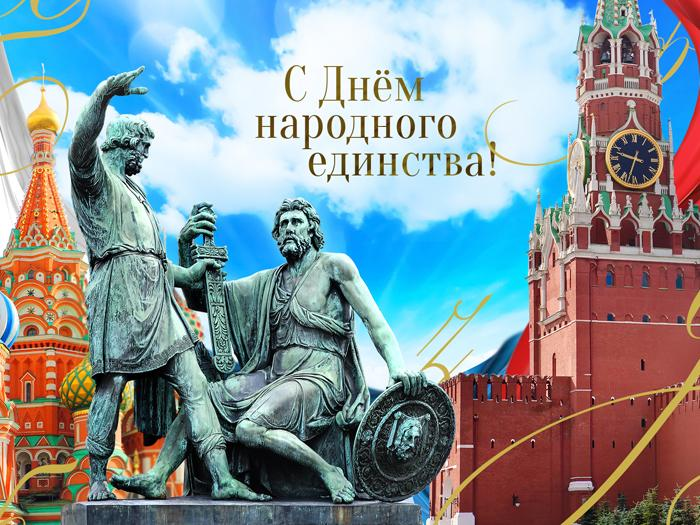 С Днём
народного
единства!